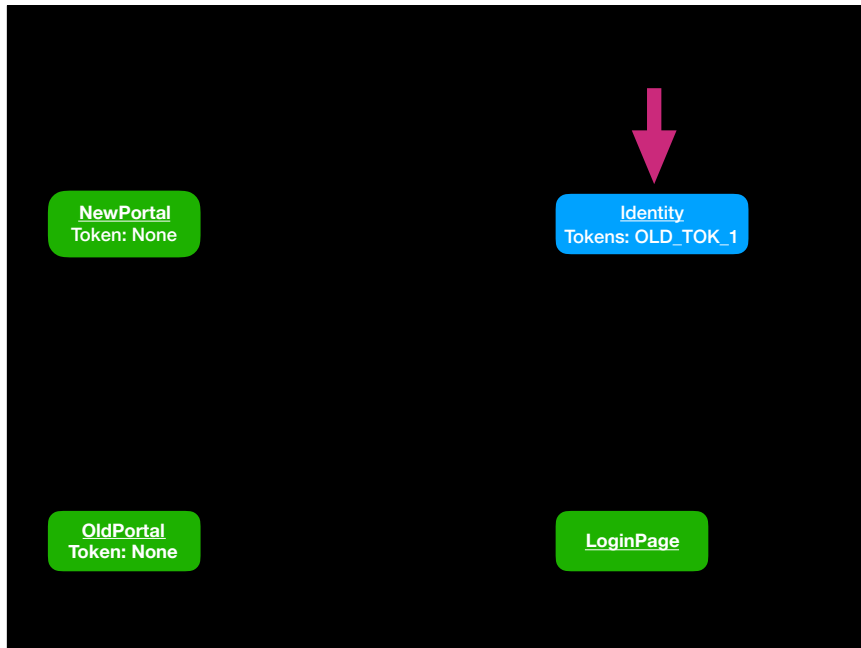 NewPortal
Token: None
Identity
Tokens: OLD_TOK_1
OldPortal
Token: None
LoginPage